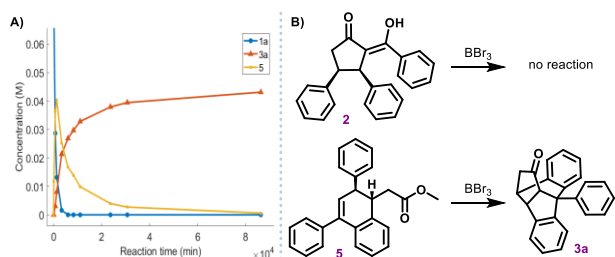 A)
Concentration (M)
0.06
0.05
0.04
0.03
0.02
0.01
0
0 2 4 6 8
×10⁴
Reaction time (min)
1a
3a
5
B)
O
OH
2
BBr₃
no reaction
H
O
O
5
BBr₃
O
3a